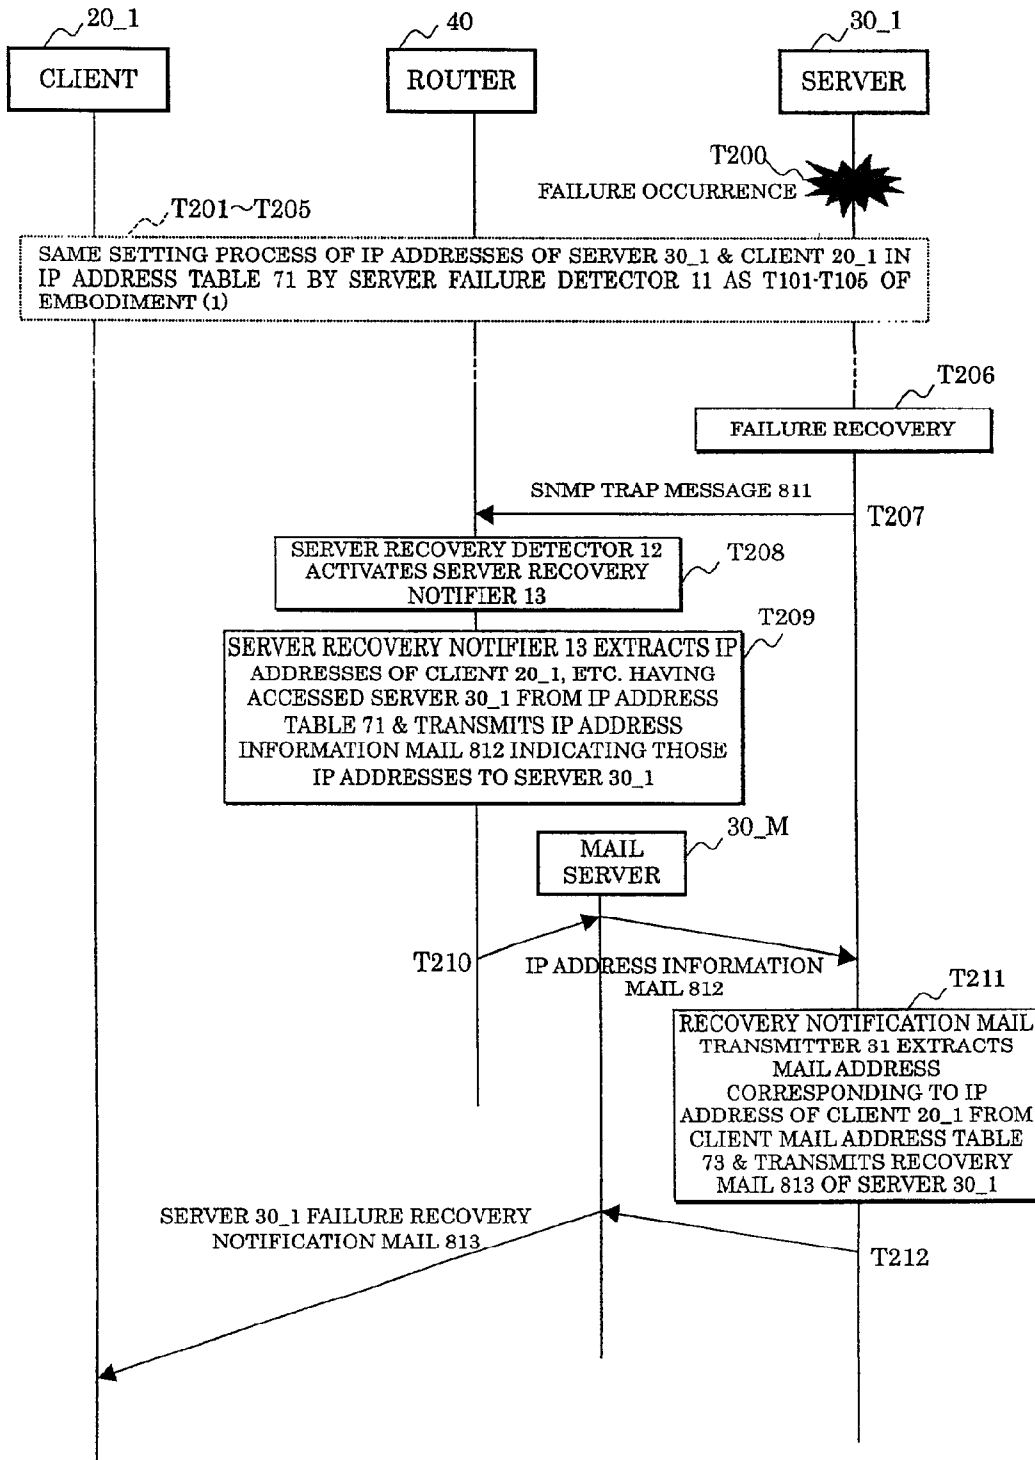 20_1
40
30_1
CLIENT
ROUTER
SERVER
T200
FAILURE OCCURRENCE
T201~T205
SAME SETTING PROCESS OF IP ADDRESSES OF SERVER 30_1 & CLIENT 20_1 IN
IP ADDRESS TABLE 71 BY SERVER FAILURE DETECTOR 11 AS T101-T105 OF
EMBODIMENT (1)
T206
FAILURE RECOVERY
SNMP TRAP MESSAGE 811
T207
SERVER RECOVERY DETECTOR 12
ACTIVATES SERVER RECOVERY
NOTIFIER 13
T208
T209
SERVER RECOVERY NOTIFIER 13 EXTRACTS IP
ADDRESSES OF CLIENT 20_1, ETC. HAVING
ACCESSED SERVER 30_1 FROM IP ADDRESS
TABLE 71 & TRANSMITS IP ADDRESS
INFORMATION MAIL 812 INDICATING THOSE
IP ADDRESSES TO SERVER 30_1
30_M
MAIL
SERVER
T210
IP ADDRESS INFORMATION
MAIL 812
T211
RECOVERY NOTIFICATION MAIL
TRANSMITTER 31 EXTRACTS
MAIL ADDRESS
CORRESPONDING TO IP
ADDRESS OF CLIENT 20_1 FROM
CLIENT MAIL ADDRESS TABLE
73 & TRANSMITS RECOVERY
MAIL 813 OF SERVER 30_1
SERVER 30_1 FAILURE RECOVERY
NOTIFICATION MAIL 813
T212